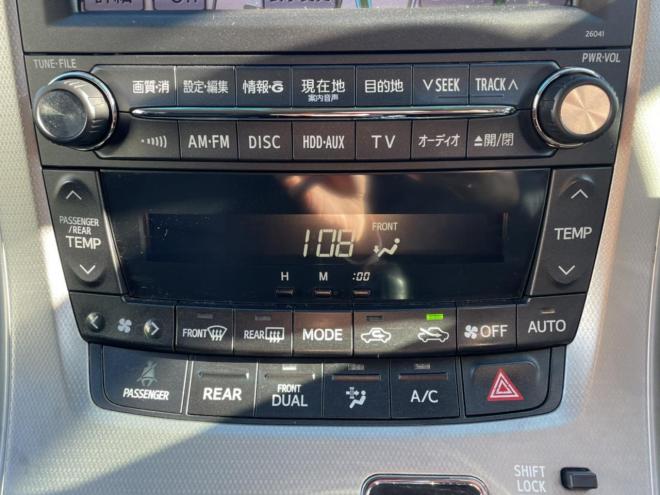 26041
TUNE·FILE
PWR·VOL
画質·消 設定·編集 情報·G 現在地 目的地 ∨SEEK TRACK∧
案内音声
AM·FM DISC HDD·AUX TV オーディオ ▲開/閉
PASSENGER
/REAR
TEMP
TEMP
FRONT
108
H M :00
FRONT REAR MODE OFF AUTO
PASSENGER REAR FRONT
DUAL A/C
SHIFT
LOCK